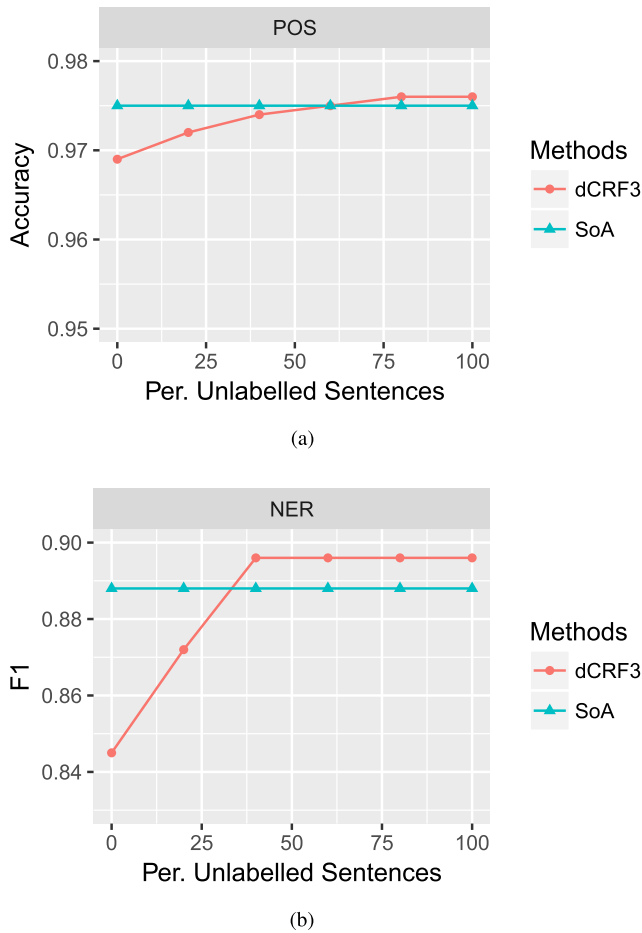 POS
0.98
0.97
0.96
0.95
Accuracy
0 25 50 75 100
Per. Unlabelled Sentences
Methods
dCRF3
SoA
(a)
NER
0.90
0.88
0.86
0.84
F1
0 25 50 75 100
Per. Unlabelled Sentences
Methods
dCRF3
SoA
(b)